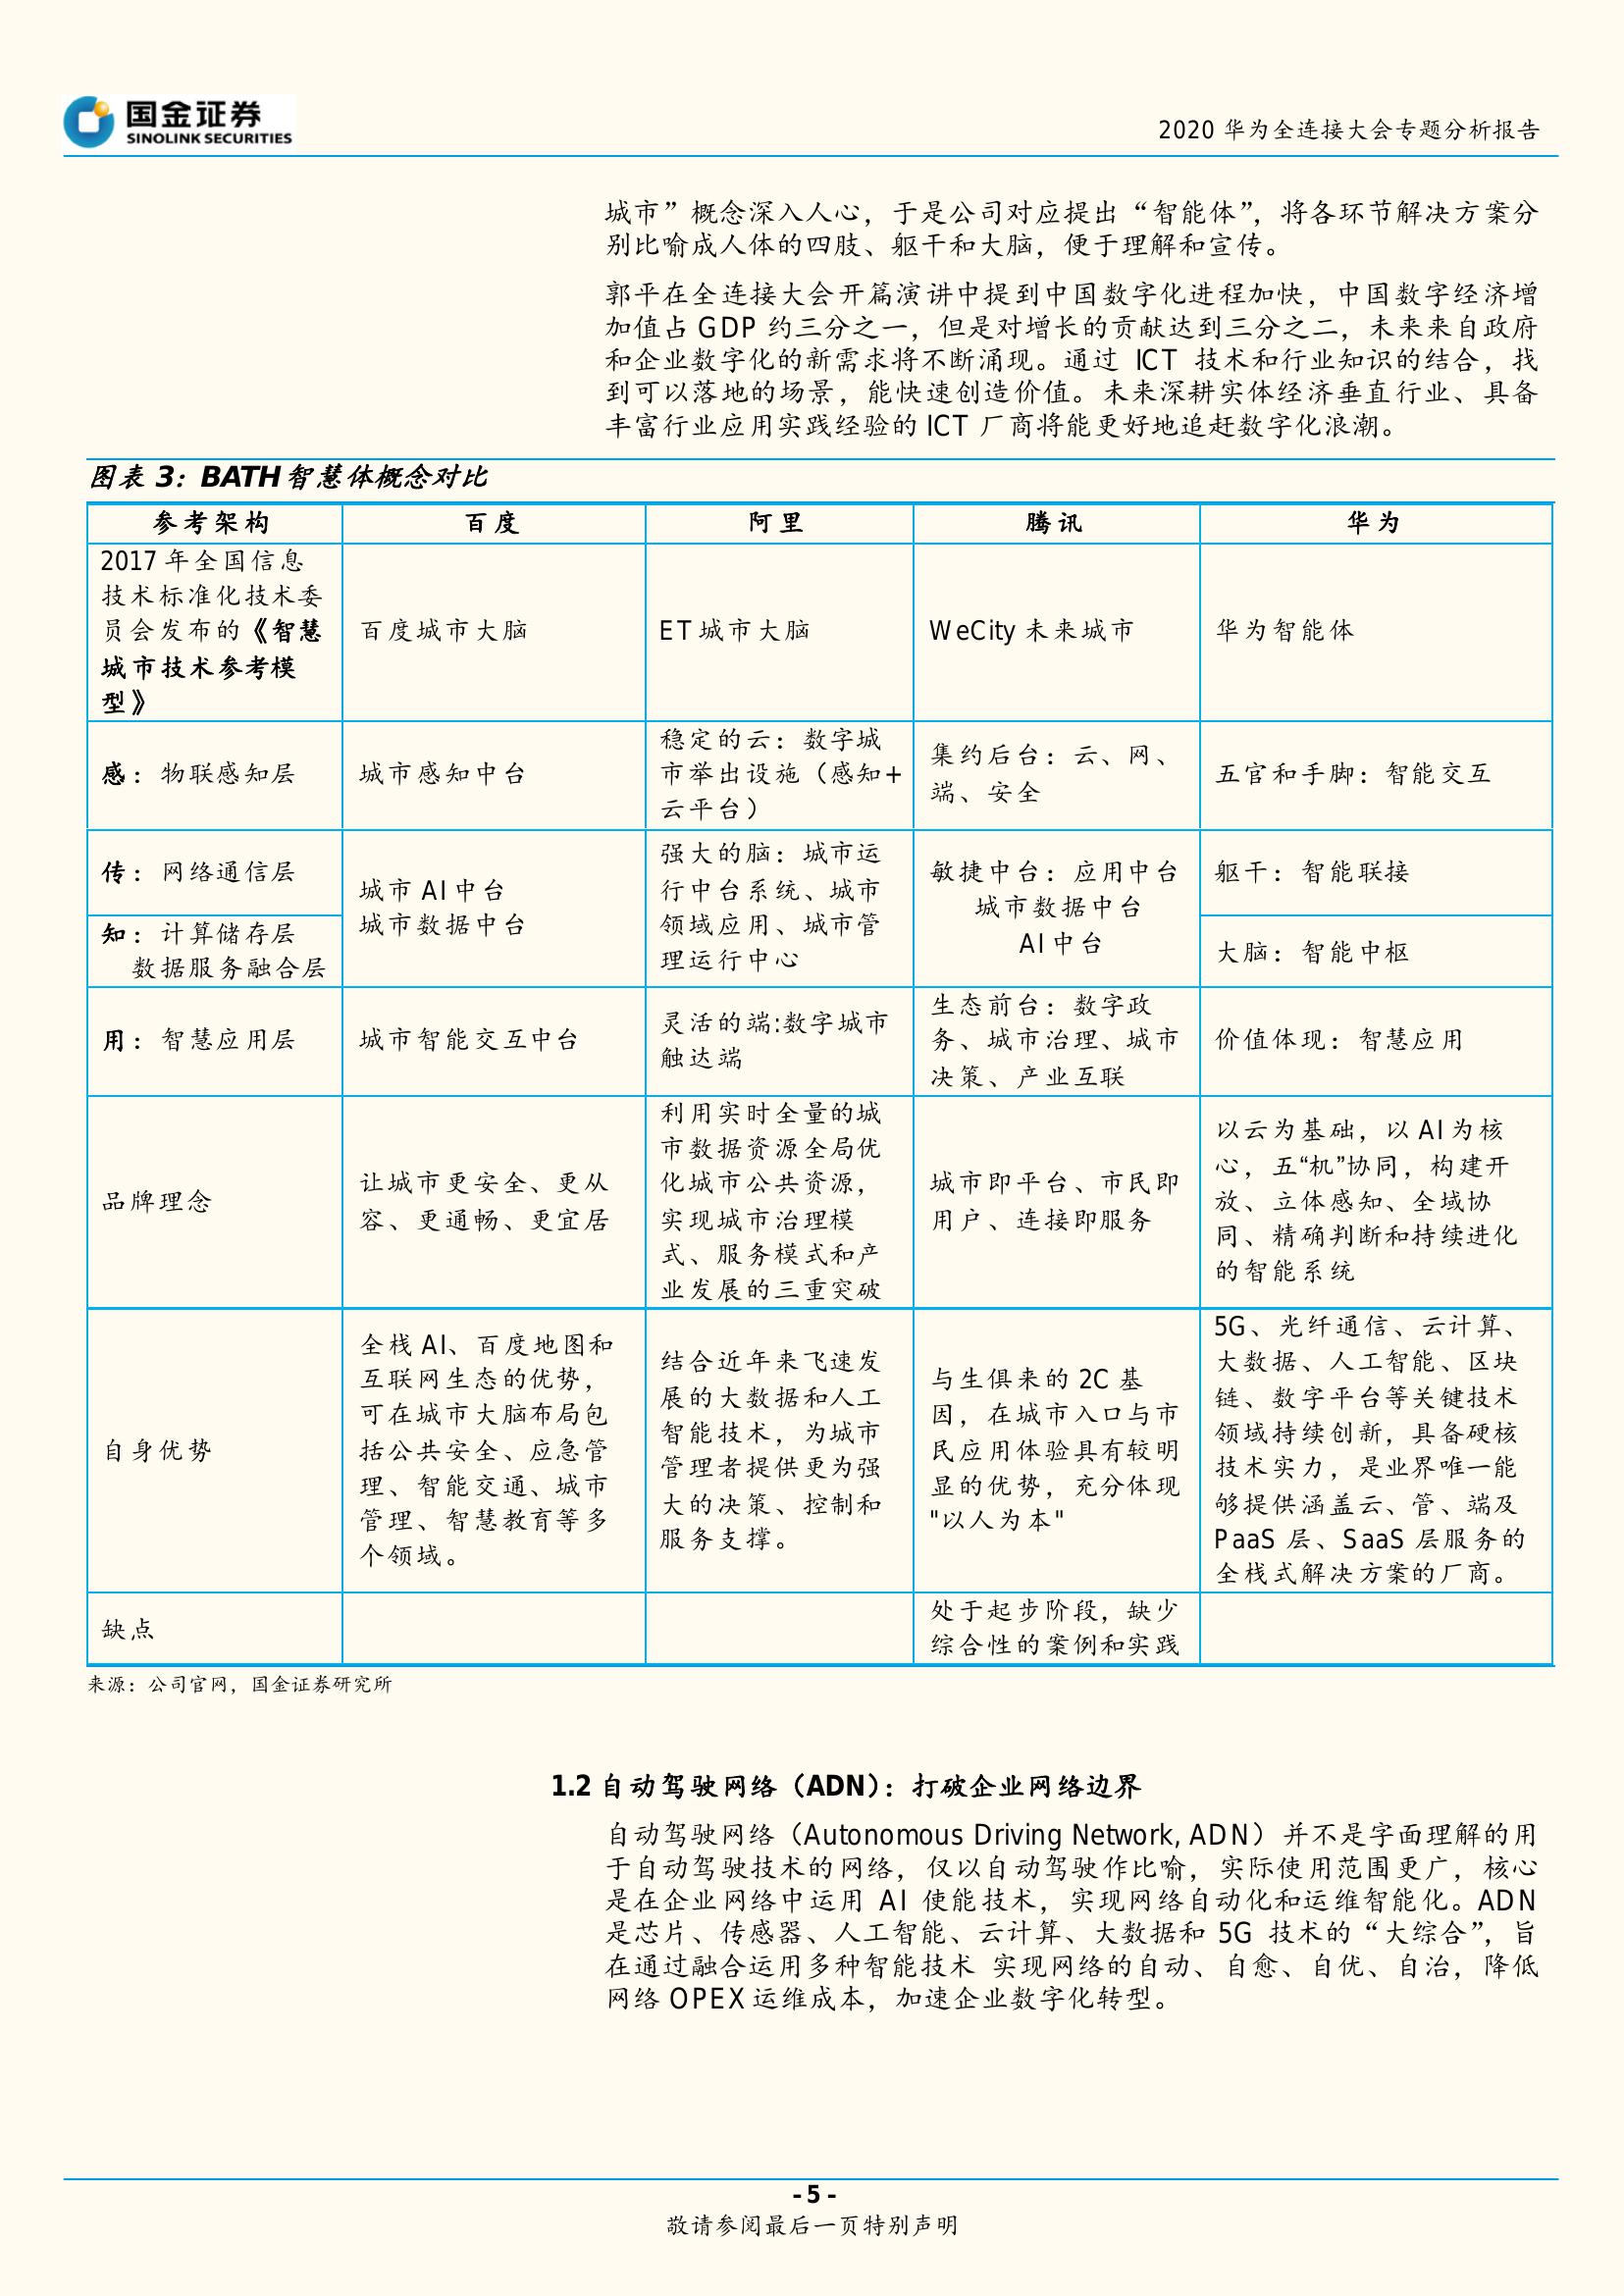 国金证券
SINOLINK SECURITIES
2020 华为全连接大会专题分析报告
城市”概念深入人心，于是公司对应提出“智能体”，将各环节解决方案分
别比喻成人体的四肢、躯干和大脑，便于理解和宣传。
郭平在全连接大会开篇演讲中提到中国数字化进程加快，中国数字经济增
加值占 GDP 约三分之一，但是对增长的贡献达到三分之二，未来来自政府
和企业数字化的新需求将不断涌现。通过 ICT 技术和行业知识的结合，找
到可以落地的场景，能快速创造价值。未来深耕实体经济垂直行业、具备
丰富行业应用实践经验的 ICT 厂商将能更好地追赶数字化浪潮。
图表 3：BATH 智慧体概念对比
参考架构 百度 阿里 腾讯 华为
2017 年全国信息
技术标准化技术委
员会发布的《智慧
城市技术参考模
型》
百度城市大脑
ET 城市大脑
WeCity 未来城市
华为智能体
感：物联感知层
城市感知中台
稳定的云：数字城
市举出设施（感知+
云平台）
集约后台：云、网、
端、安全
五官和手脚：智能交互
传：网络通信层
知：计算储存层
数据服务融合层
城市 AI 中台
城市数据中台
强大的脑：城市运
行中台系统、城市
领域应用、城市管
理运行中心
敏捷中台：应用中台
城市数据中台
AI 中台
躯干：智能联接
大脑：智能中枢
用：智慧应用层
城市智能交互中台
灵活的端:数字城市
触达端
生态前台：数字政
务、城市治理、城市
决策、产业互联
价值体现：智慧应用
品牌理念
让城市更安全、更从
容、更通畅、更宜居
利用实时全量的城
市数据资源全局优
化城市公共资源，
实现城市治理模
式、服务模式和产
业发展的三重突破
城市即平台、市民即
用户、连接即服务
以云为基础，以 AI 为核
心，五“机”协同，构建开
放、立体感知、全域协
同、精确判断和持续进化
的智能系统
自身优势
全栈 AI、百度地图和
互联网生态的优势，
可在城市大脑布局包
括公共安全、应急管
理、智能交通、城市
管理、智慧教育等多
个领域。
结合近年来飞速发
展的大数据和人工
智能技术，为城市
管理者提供更为强
大的决策、控制和
服务支撑。
与生俱来的 2C 基
因，在城市入口与市
民应用体验具有较明
显的优势，充分体现
"以人为本"
5G、光纤通信、云计算、
大数据、人工智能、区块
链、数字平台等关键技术
领域持续创新，具备硬核
技术实力，是业界唯一能
够提供涵盖云、管、端及
PaaS 层、SaaS 层服务的
全栈式解决方案的厂商。
缺点
处于起步阶段，缺少
综合性的案例和实践
来源：公司官网，国金证券研究所
1.2 自动驾驶网络（ADN）：打破企业网络边界
自动驾驶网络（Autonomous Driving Network, ADN）并不是字面理解的用
于自动驾驶技术的网络，仅以自动驾驶作比喻，实际使用范围更广，核心
是在企业网络中运用 AI 使能技术，实现网络自动化和运维智能化。ADN
是芯片、传感器、人工智能、云计算、大数据和 5G 技术的“大综合”，旨
在通过融合运用多种智能技术 实现网络的自动、自愈、自优、自治，降低
网络 OPEX 运维成本，加速企业数字化转型。
- 5 -
敬请参阅最后一页特别声明